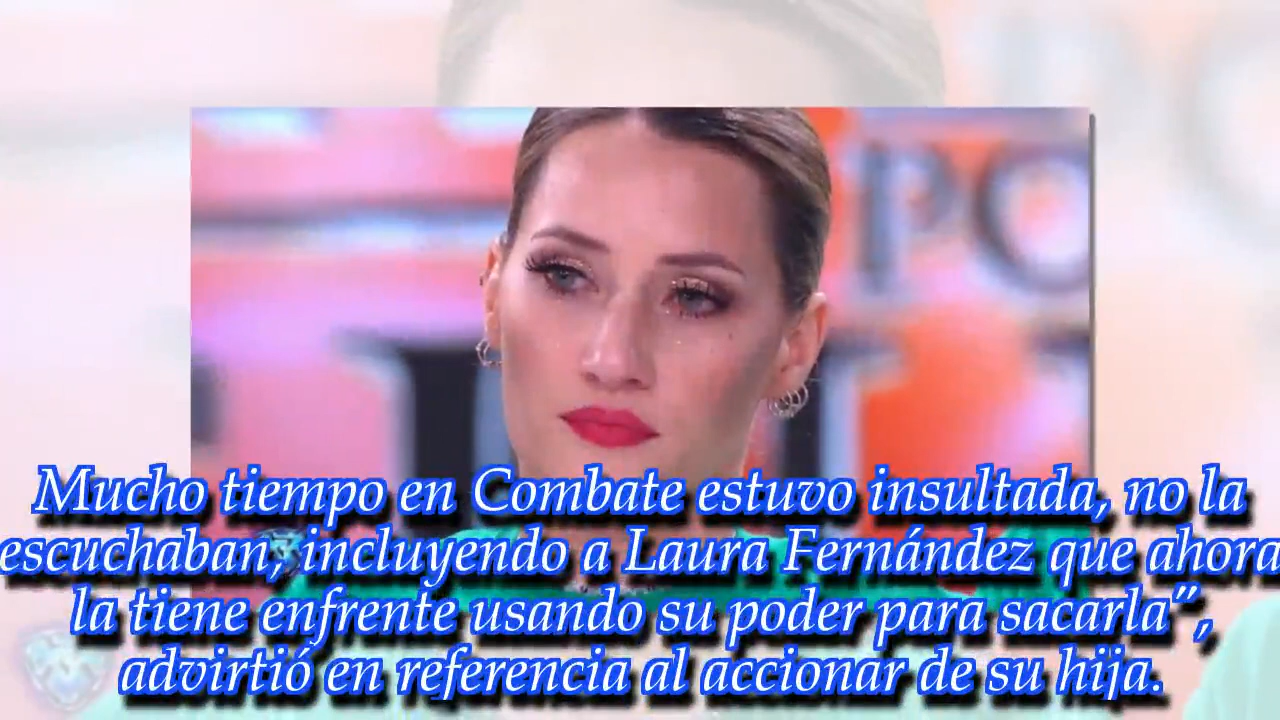 PO
Mucho tiempo en Combate estuvo insultada, no la
escuchaban, incluyendo a Laura Fernández que ahora
la tiene enfrente usando su poder para sacarla”,
advirtió en referencia al accionar de su hija.